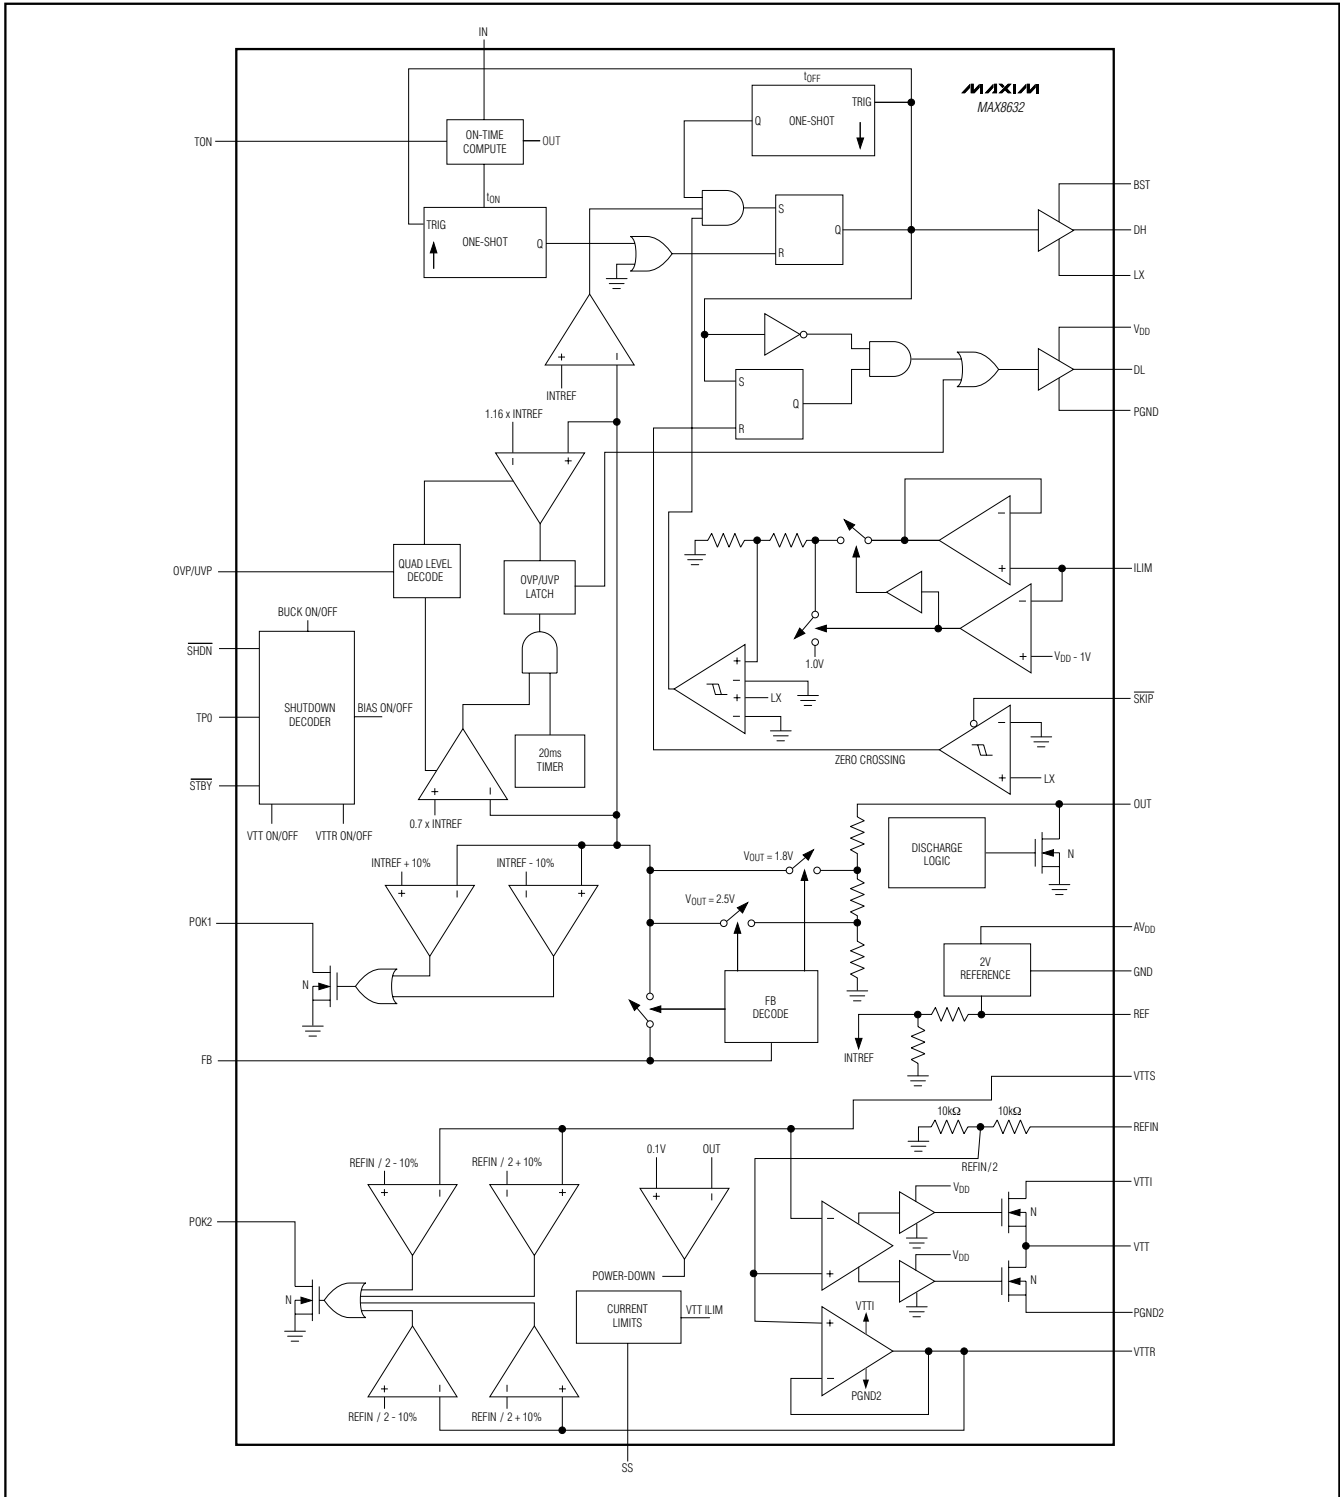 IN
tOFF
MAXIM
MAX8632
TRIG
Q
ONE-SHOT
TON
ON-TIME
COMPUTE
OUT
tON
TRIG
ONE-SHOT
Q
S
Q
R
BST
DH
LX
VDD
DL
PGND
+
–
INTREF
S
Q
R
1.16 x INTREF
–
+
OVP/UVP
QUAD LEVEL
DECODE
OVP/UVP
LATCH
–
+
ILIM
–
+
VDD - 1V
1.0V
BUCK ON/OFF
SHDN
TP0
STBY
SHUTDOWN
DECODER
BIAS ON/OFF
VTT ON/OFF
VTTR ON/OFF
20ms
TIMER
+
–
0.7 x INTREF
+
–
+
–
LX
SKIP
–
+
LX
ZERO CROSSING
OUT
DISCHARGE
LOGIC
N
VOUT = 1.8V
VOUT = 2.5V
INTREF + 10%
INTREF - 10%
+
–
–
+
POK1
N
FB
FB
DECODE
AVDD
2V
REFERENCE
GND
REF
INTREF
VTTS
10kΩ
10kΩ
REFIN
REFIN/2
REFIN / 2 - 10%
REFIN / 2 + 10%
+
–
–
+
0.1V
OUT
+
–
POWER-DOWN
POK2
N
CURRENT
LIMITS
VTT ILIM
–
+
VDD
VDD
VTTI
N
VTT
N
PGND2
VTTI
+
–
PGND2
VTTR
+
–
–
+
REFIN / 2 - 10%
REFIN / 2 + 10%
SS